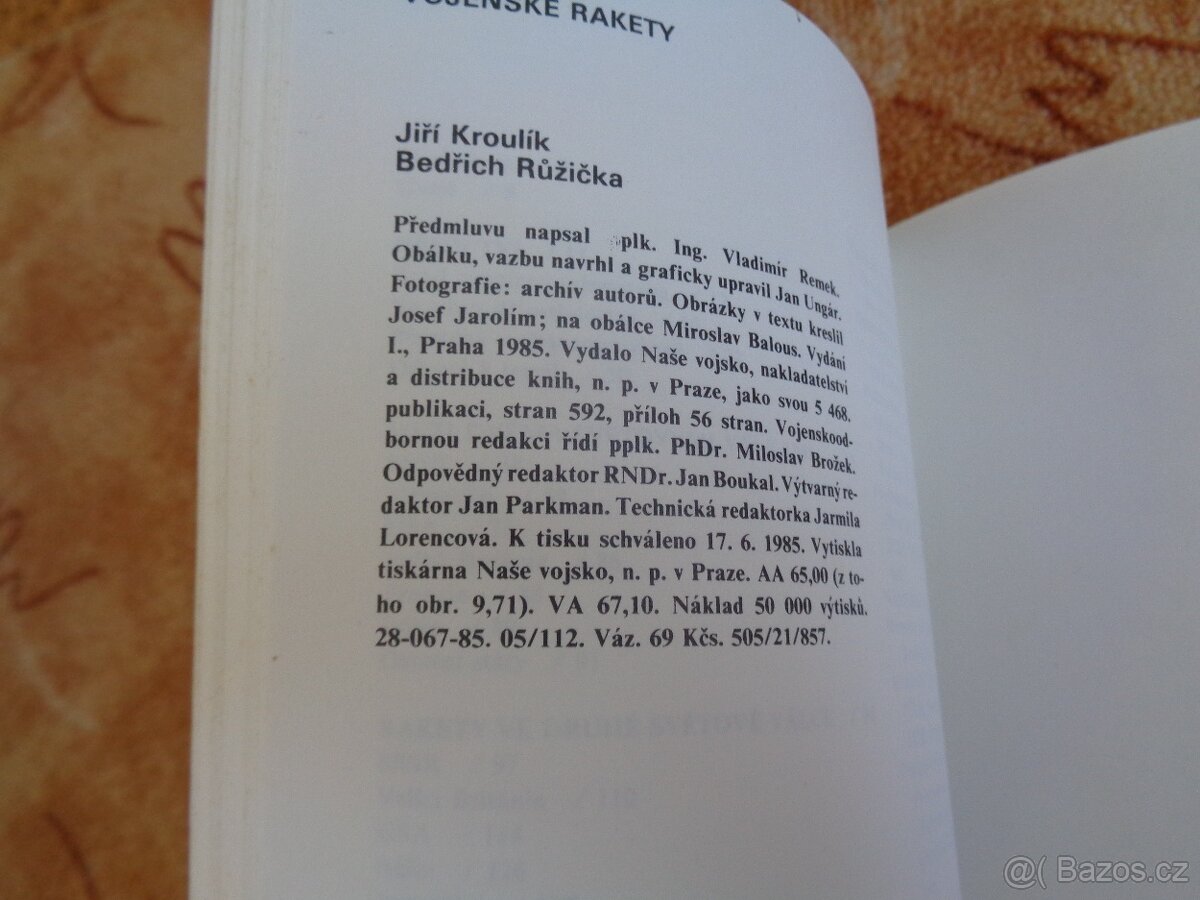 VOJENSKÉ RAKETY
Jiří Kroulík
Bedřich Růžička
Předmluvu napsal pplk. Ing. Vladimír Remek.
Obálku, vazbu navrhl a graficky upravil Jan Ungár.
Fotografie: archív autorů. Obrázky v textu kreslil
Josef Jarolím; na obálce Miroslav Balous. Vydání
I., Praha 1985. Vydalo Naše vojsko, nakladatelství
a distribuce knih, n. p. v Praze, jako svou 5 468.
publikaci, stran 592, příloh 56 stran. Vojenskood-
bornou redakci řídí pplk. PhDr. Miloslav Brožek.
Odpovědný redaktor RNDr. Jan Boukal. Výtvarný re-
daktor Jan Parkman. Technická redaktorka Jarmila
Lorencová. K tisku schváleno 17. 6. 1985. Vytiskla
tiskárna Naše vojsko, n. p. v Praze. AA 65,00 (z to-
ho obr. 9,71). VA 67,10. Náklad 50 000 výtisků.
28-067-85. 05/112. Váz. 69 Kčs. 505/21/857.
@( Bazos.cz